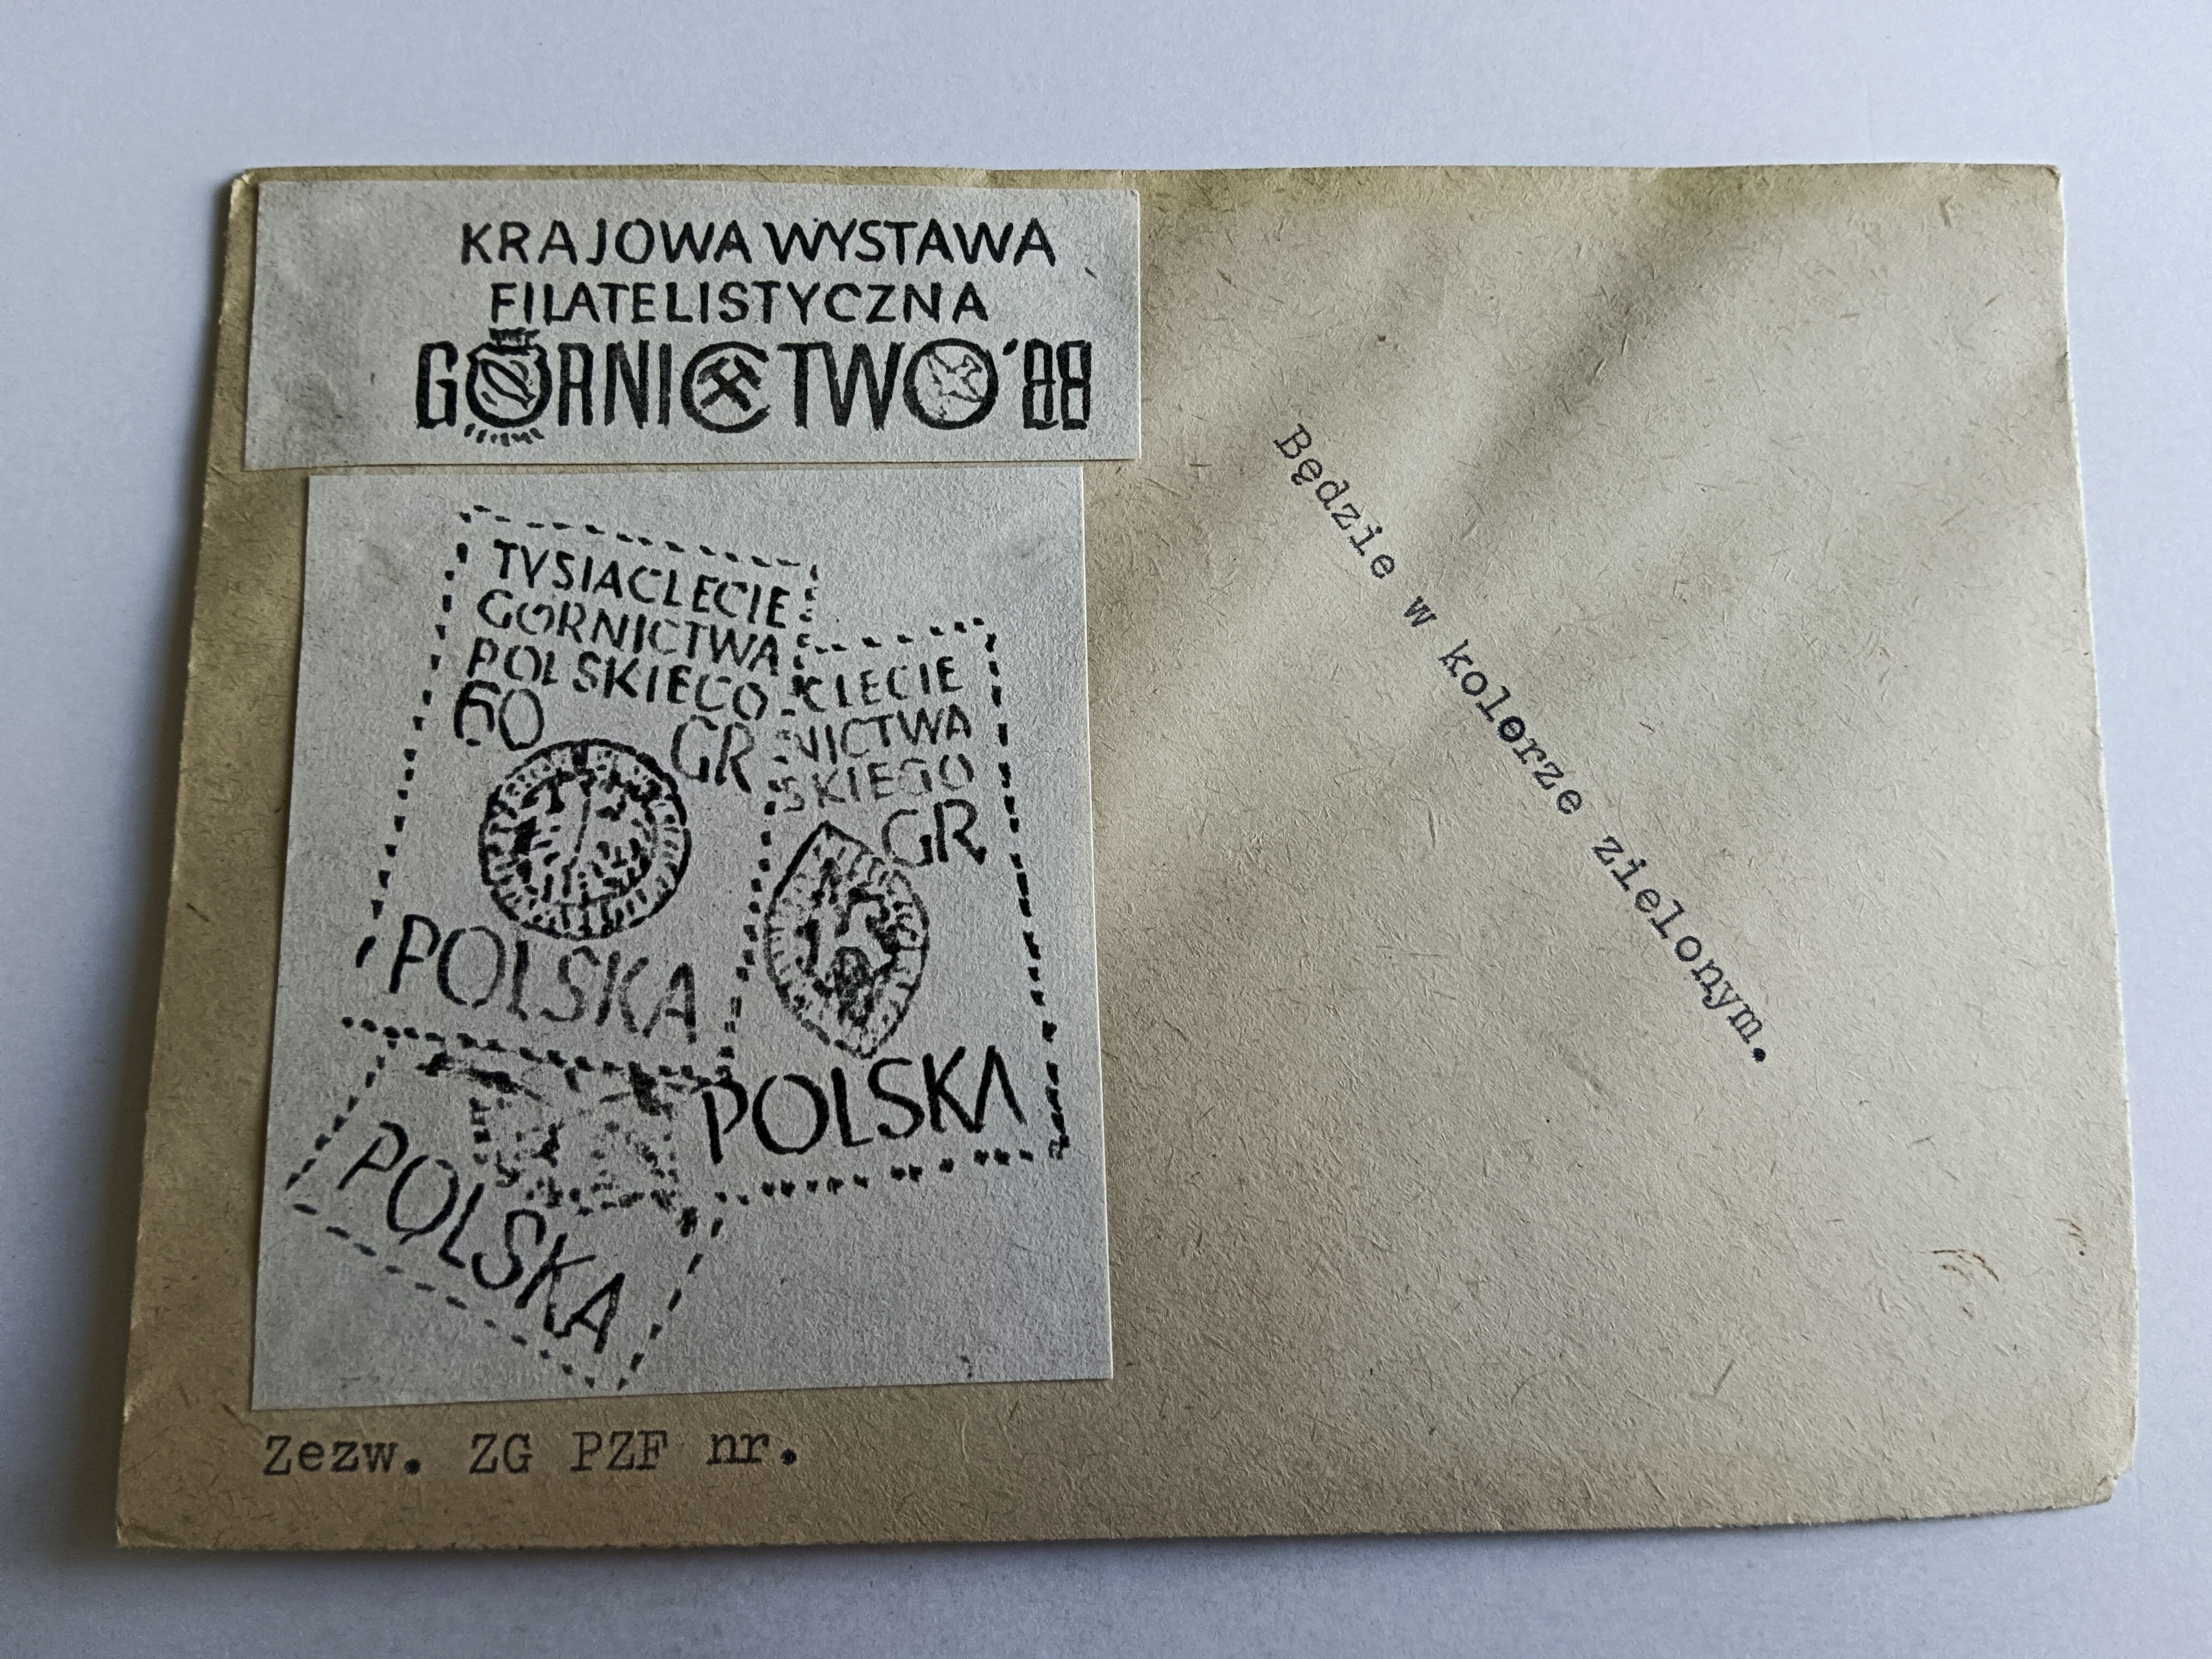 KRAJOWA WYSTAWA
FILATELISTYCZNA
GÓRNICTWO '88
TYSIACLECIE
GÓRNICTWA
POLSKIEGO
60 GR
POLSKA
CLECIE
NICTWA
SKIEGO
GR
POLSKA
POLSKA
Zezw. ZG PZF nr.
Będzie w kolorze zielonym.